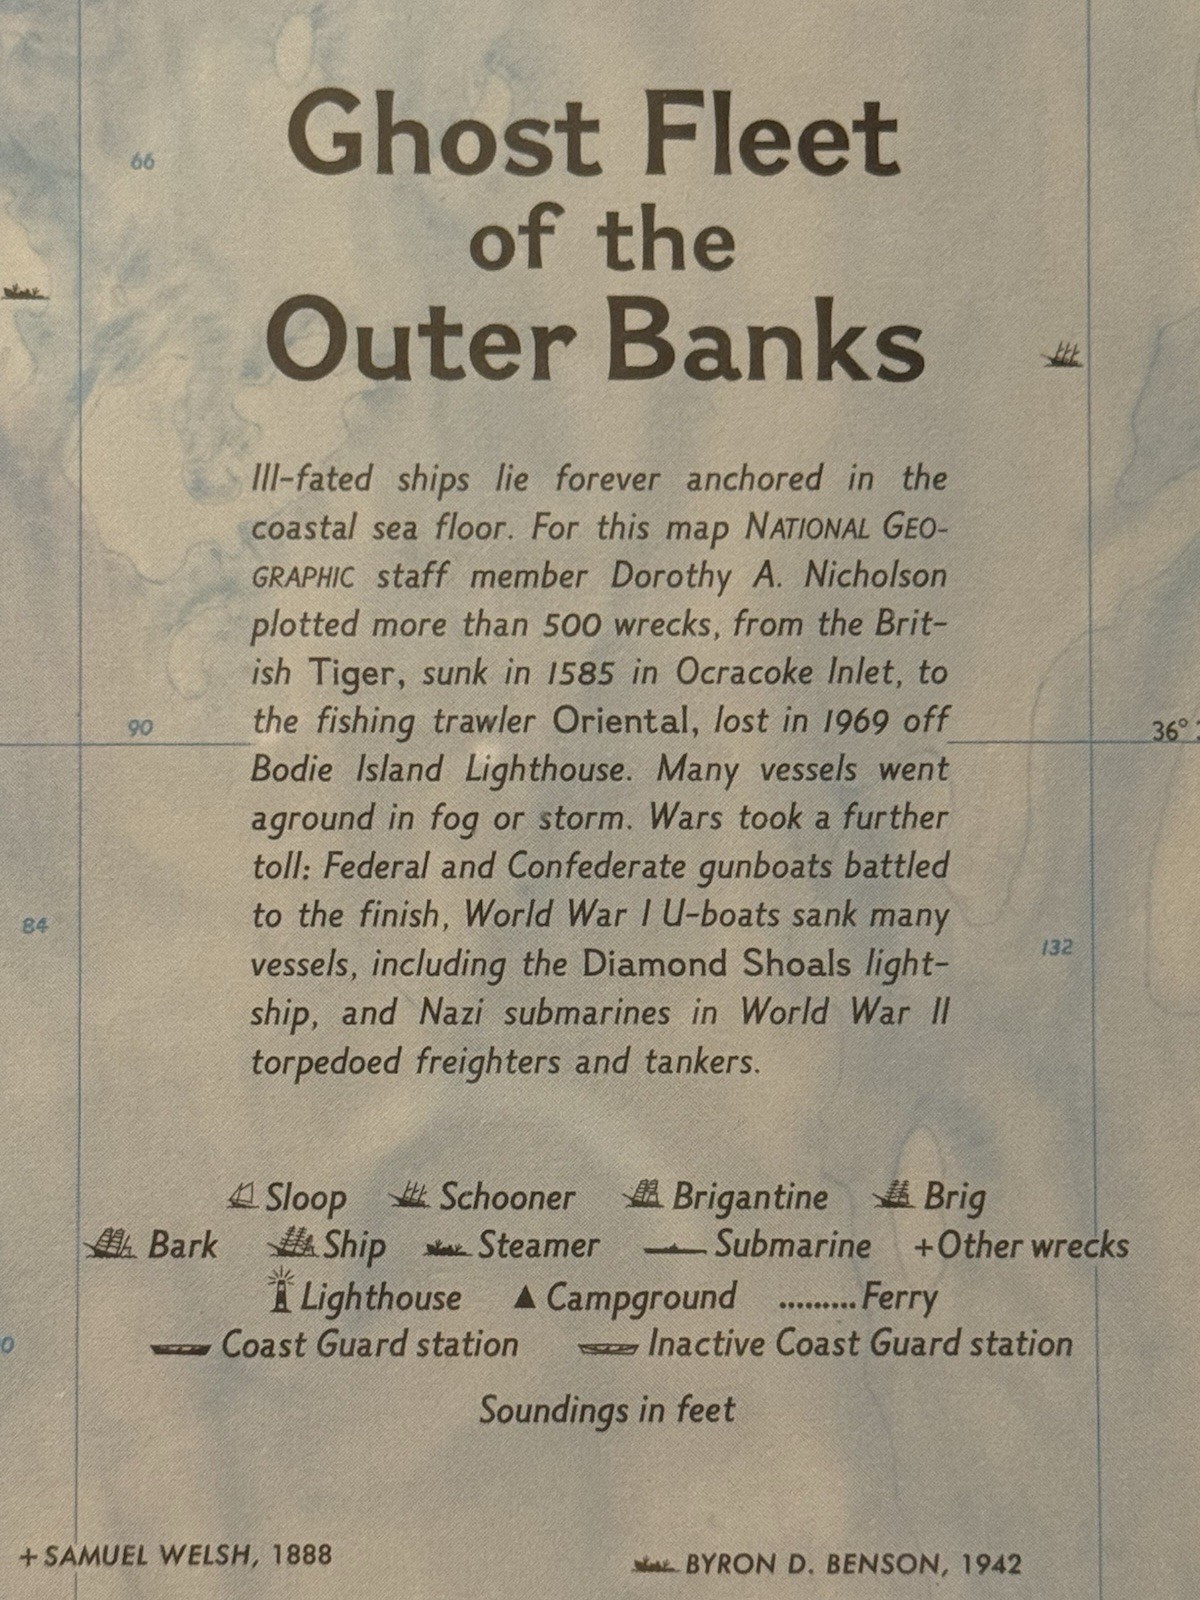 Ghost Fleet
of the
Outer Banks
66
Ill-fated ships lie forever anchored in the
coastal sea floor. For this map NATIONAL GEO-
GRAPHIC staff member Dorothy A. Nicholson
plotted more than 500 wrecks, from the Brit-
ish Tiger, sunk in 1585 in Ocracoke Inlet, to
the fishing trawler Oriental, lost in 1969 off
Bodie Island Lighthouse. Many vessels went
aground in fog or storm. Wars took a further
toll: Federal and Confederate gunboats battled
to the finish, World War I U-boats sank many
vessels, including the Diamond Shoals light-
ship, and Nazi submarines in World War II
torpedoed freighters and tankers.
90
36°
84
132
Sloop Schooner Brigantine Brig
Bark Ship Steamer Submarine +Other wrecks
Lighthouse Campground .........Ferry
Coast Guard station Inactive Coast Guard station
Soundings in feet
+SAMUEL WELSH, 1888
BYRON D. BENSON, 1942